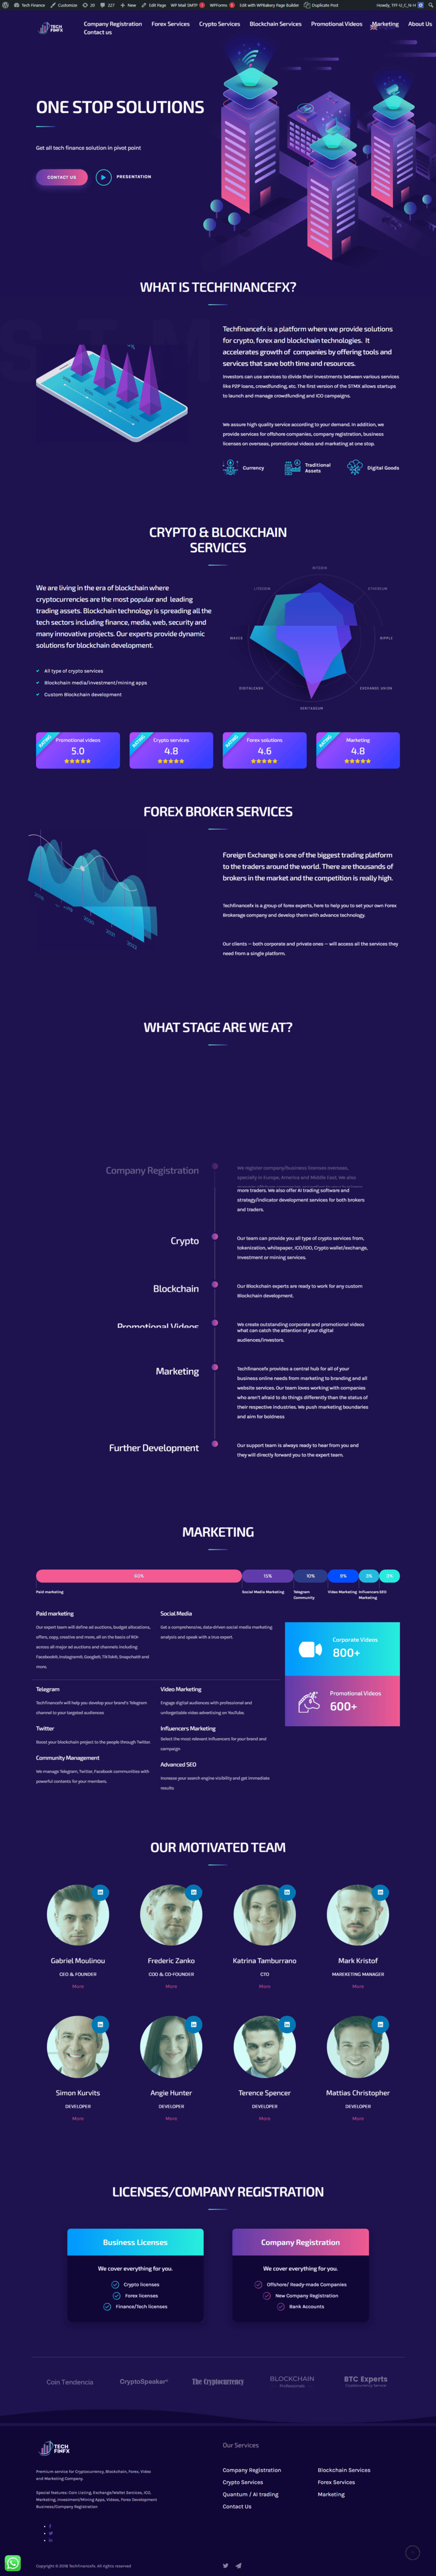 Tech Finance Customize 20 227 New Edit Page WP Mail SMTP WPForms Edit with WPBakery Page Builder Duplicate Post
TECH
FINFX
Company Registration Forex Services Crypto Services Blockchain Services Promotional Videos Marketing About Us
Contact us
ONE STOP SOLUTIONS
Get all tech finance solution in pivot point
CONTACT US PRESENTATION
WHAT IS TECHFINANCEFX?
Techfinancefx is a platform where we provide solutions
for crypto, forex and blockchain technologies. It
accelerates growth of companies by offering tools and
services that save both time and resources.
Investors can use services to divide their investments between various services
like P2P loans, crowdfunding, etc. The first version of the STMX allows startups
to launch and manage crowdfunding and ICO campaigns.
We assure high quality service according to your demand. In addition, we
provide services for offshore companies, company registration, business
licenses on overseas, promotional videos and marketing at one stop.
Currency
Traditional
Assets
Digital Goods
CRYPTO & BLOCKCHAIN
SERVICES
We are living in the era of blockchain where
cryptocurrencies are the most popular and leading
trading assets. Blockchain technology is spreading all the
tech sectors including finance, media, web, security and
many innovative projects. Our experts provide dynamic
solutions for blockchain development.
All type of crypto services
Blockchain media/investment/mining apps
Custom Blockchain development
BITCOIN
LITECOIN
ETHEREUM
WAVES
RIPPLE
DIGITALCASH
EXCHANGE UNION
VERITASEUM
RATING Promotional videos
5.0
RATING Crypto services
4.8
RATING Forex solutions
4.6
RATING Marketing
4.8
FOREX BROKER SERVICES
Foreign Exchange is one of the biggest trading platform
to the traders around the world. There are thousands of
brokers in the market and the competition is really high.
Techfinancefx is a group of forex experts, here to help you to set your own Forex
Brokerage company and develop them with advance technology.
Our clients — both corporate and private ones — will access all the services they
need from a single platform.
WHAT STAGE ARE WE AT?
Company Registration
We register company/business licenses overseas,
specially in Europe, America and Middle East. We also
more traders. We also offer AI trading software and
strategy/indicator development services for both brokers
and traders.
Crypto
Our team can provide you all type of crypto services from,
tokenization, whitepaper, ICO/IDO, Crypto wallet/exchange,
Investment or mining services.
Blockchain
Our Blockchain experts are ready to work for any custom
Blockchain development.
Promotional Videos
We create outstanding corporate and promotional videos
what can catch the attention of your digital
audiences/investors.
Marketing
Techfinancefx provides a central hub for all of your
business online needs from marketing to branding and all
website services. Our team loves working with companies
who aren't afraid to do things differently than the status of
their respective industries. We push marketing boundaries
and aim for boldness
Further Development
Our support team is always ready to hear from you and
they will directly forward you to the expert team.
MARKETING
15% 10% 9% 3%
Paid marketing
Social Media Marketing
Telegram
Community
Video Marketing
Influencers
Marketing
SEO
Paid marketing
Our expert team will define ad auctions, budget allocations,
offers, copy, creative and more, all on the basis of ROI-
across all major ad auctions and channels including
more.
Social Media
Get a comprehensive, data-driven social media marketing
analysis and speak with a true expert.
Corporate Videos
800+
Promotional Videos
600+
Telegram
Techfinancefx will help you develop your brand's Telegram
channel to your targeted audiences
Video Marketing
Engage digital audiences with professional and
unforgettable video advertising on YouTube.
Twitter
Boost your blockchain project to the people through Twitter.
Influencers Marketing
Select the most relevant influencers for your brand and
campaign
Community Management
We manage Telegram, Twitter, Facebook communities with
powerful contents for your members.
Advanced SEO
Increase your search engine visibility and get immediate
results
OUR MOTIVATED TEAM
Gabriel Moulinou
CEO & FOUNDER
More
Frederic Zanko
COO & CO-FOUNDER
More
Katrina Tamburrano
CTO
More
Mark Kristof
MAREKETING MANAGER
More
Simon Kurvits
DEVELOPER
More
Angie Hunter
DEVELOPER
More
Terence Spencer
DEVELOPER
More
Mattias Christopher
DEVELOPER
More
LICENSES/COMPANY REGISTRATION
Business Licenses
We cover everything for you.
Crypto licenses
Forex licenses
Finance/Tech licenses
Company Registration
We cover everything for you.
Offshore/ Ready-made Companies
New Company Registration
Bank Accounts
Coin Tendencia
CryptoSpeaker
The Cryptocurrency
BLOCKCHAIN
Professionals
BTC Experts
Cryptocurrency Service
TECH
FINFX
Premium service for Cryptocurrency, Blockchain, Forex, Video
and Marketing Company.
Special features: Coin Listing, Exchange/Wallet Services, ICO,
Marketing, Investment/Mining Apps, Videos, Forex Development
Business/Company Registration
Our Services
Company Registration
Crypto Services
Quantum / AI trading
Contact Us
Blockchain Services
Forex Services
Marketing
Copyright © 2018 Techfinancefx. All rights reserved